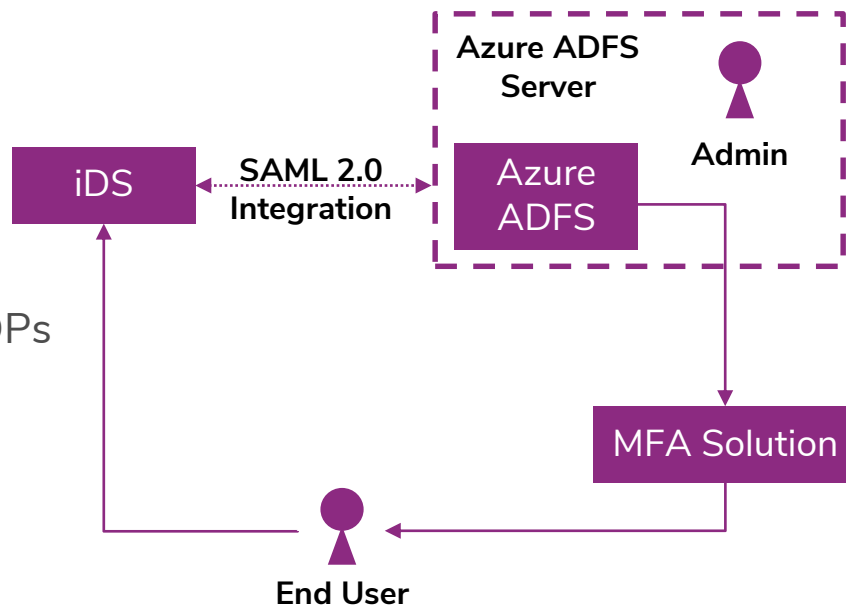 Azure ADFS
Server
Admin
iDS
SAML 2.0
Integration
Azure
ADFS
MFA Solution
End User